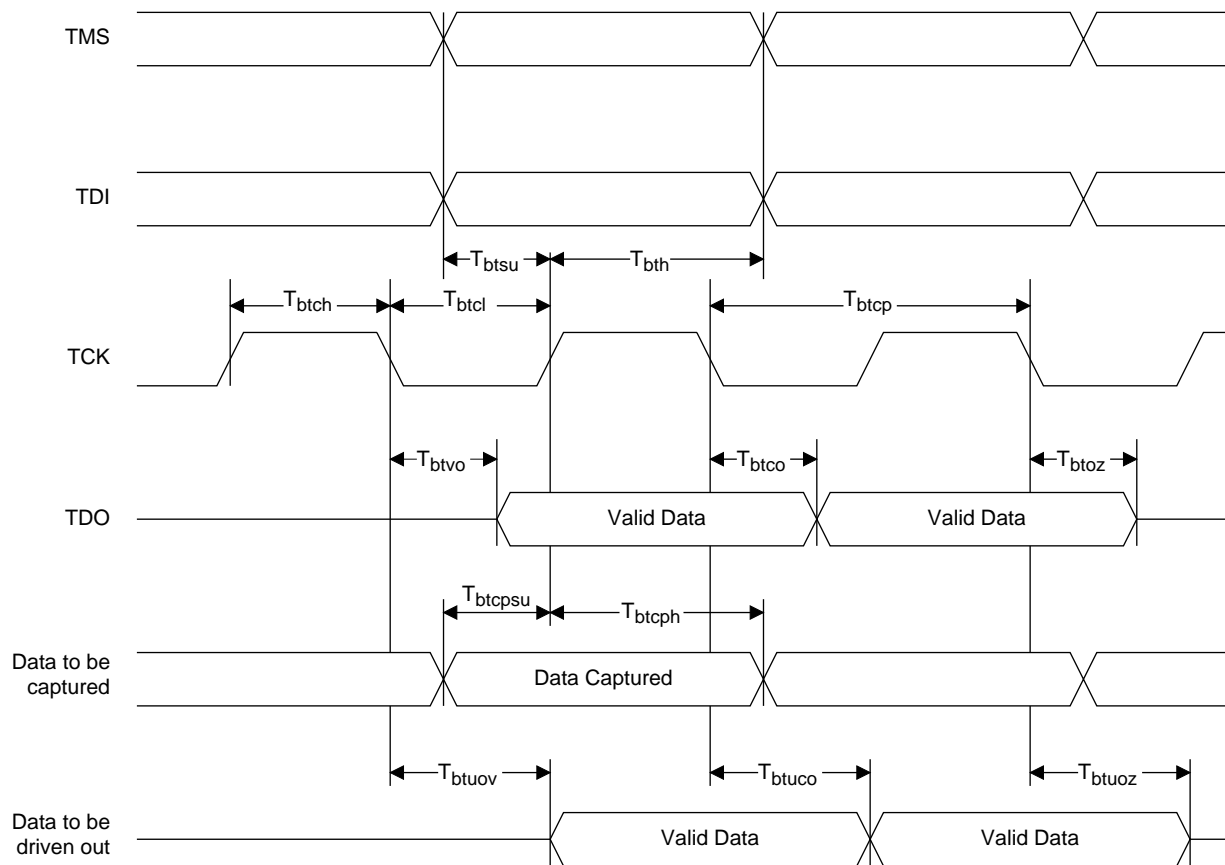 TMS
TDI
Tbtsu
Tbth
Tbtch
Tbtcl
Tbtcp
TCK
Tbtvo
Tbtco
Tbtoz
TDO
Valid Data
Valid Data
Tbtcpsu
Tbtcph
Data to be
captured
Data Captured
Tbtuov
Tbtuco
Tbtuoz
Data to be
driven out
Valid Data
Valid Data